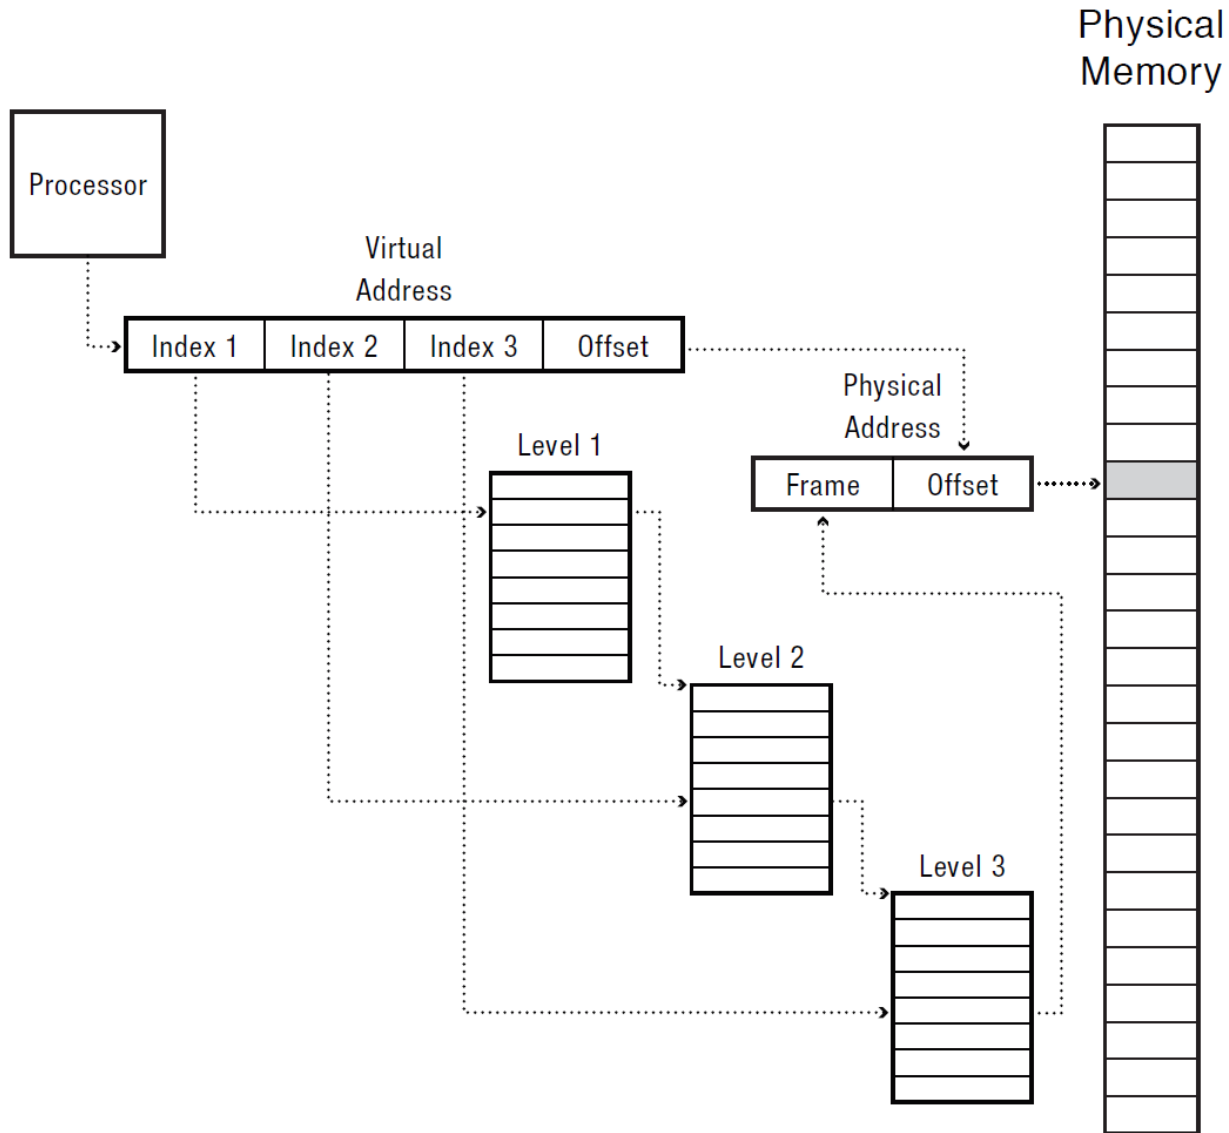 Physical
Memory
Processor
Virtual
Address
Index 1
Index 2
Index 3
Offset
Physical
Address
Level 1
Frame
Offset
Level 2
Level 3